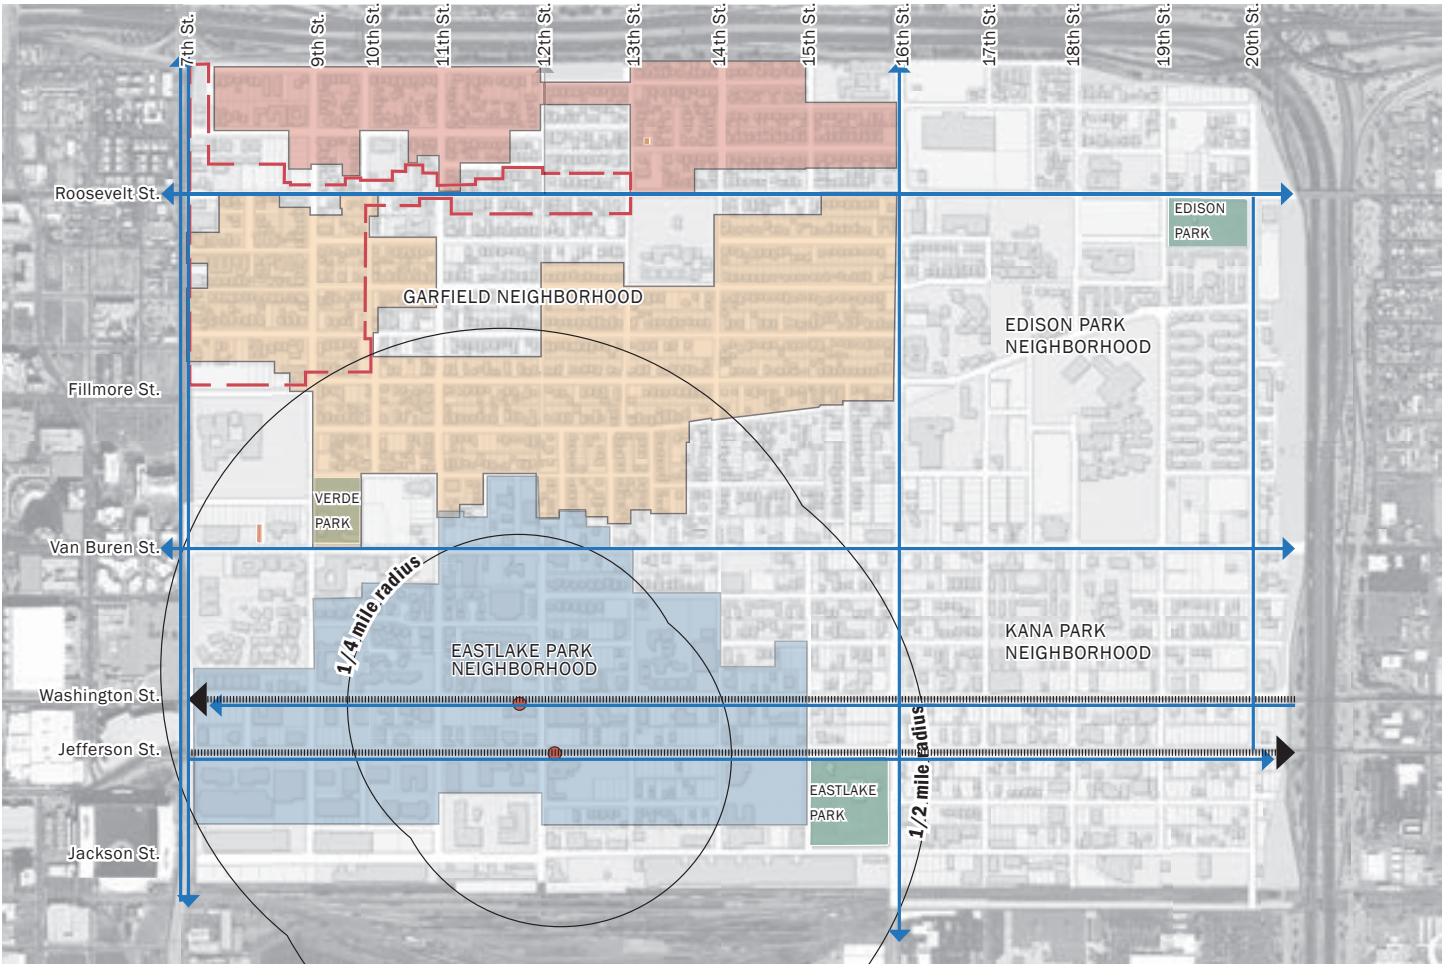 7th St.
9th St.
10th St.
11th St.
12th St.
13th St.
14th St.
15th St.
16th St.
17th St.
18th St.
19th St.
20th St.
Roosevelt St.
EDISON
PARK
GARFIELD NEIGHBORHOOD
EDISON PARK
NEIGHBORHOOD
Fillmore St.
VERDE
PARK
Van Buren St.
1/4 mile radius
EASTLAKE PARK
NEIGHBORHOOD
KANA PARK
NEIGHBORHOOD
Washington St.
Jefferson St.
1/2 mile radius
EASTLAKE
PARK
Jackson St.